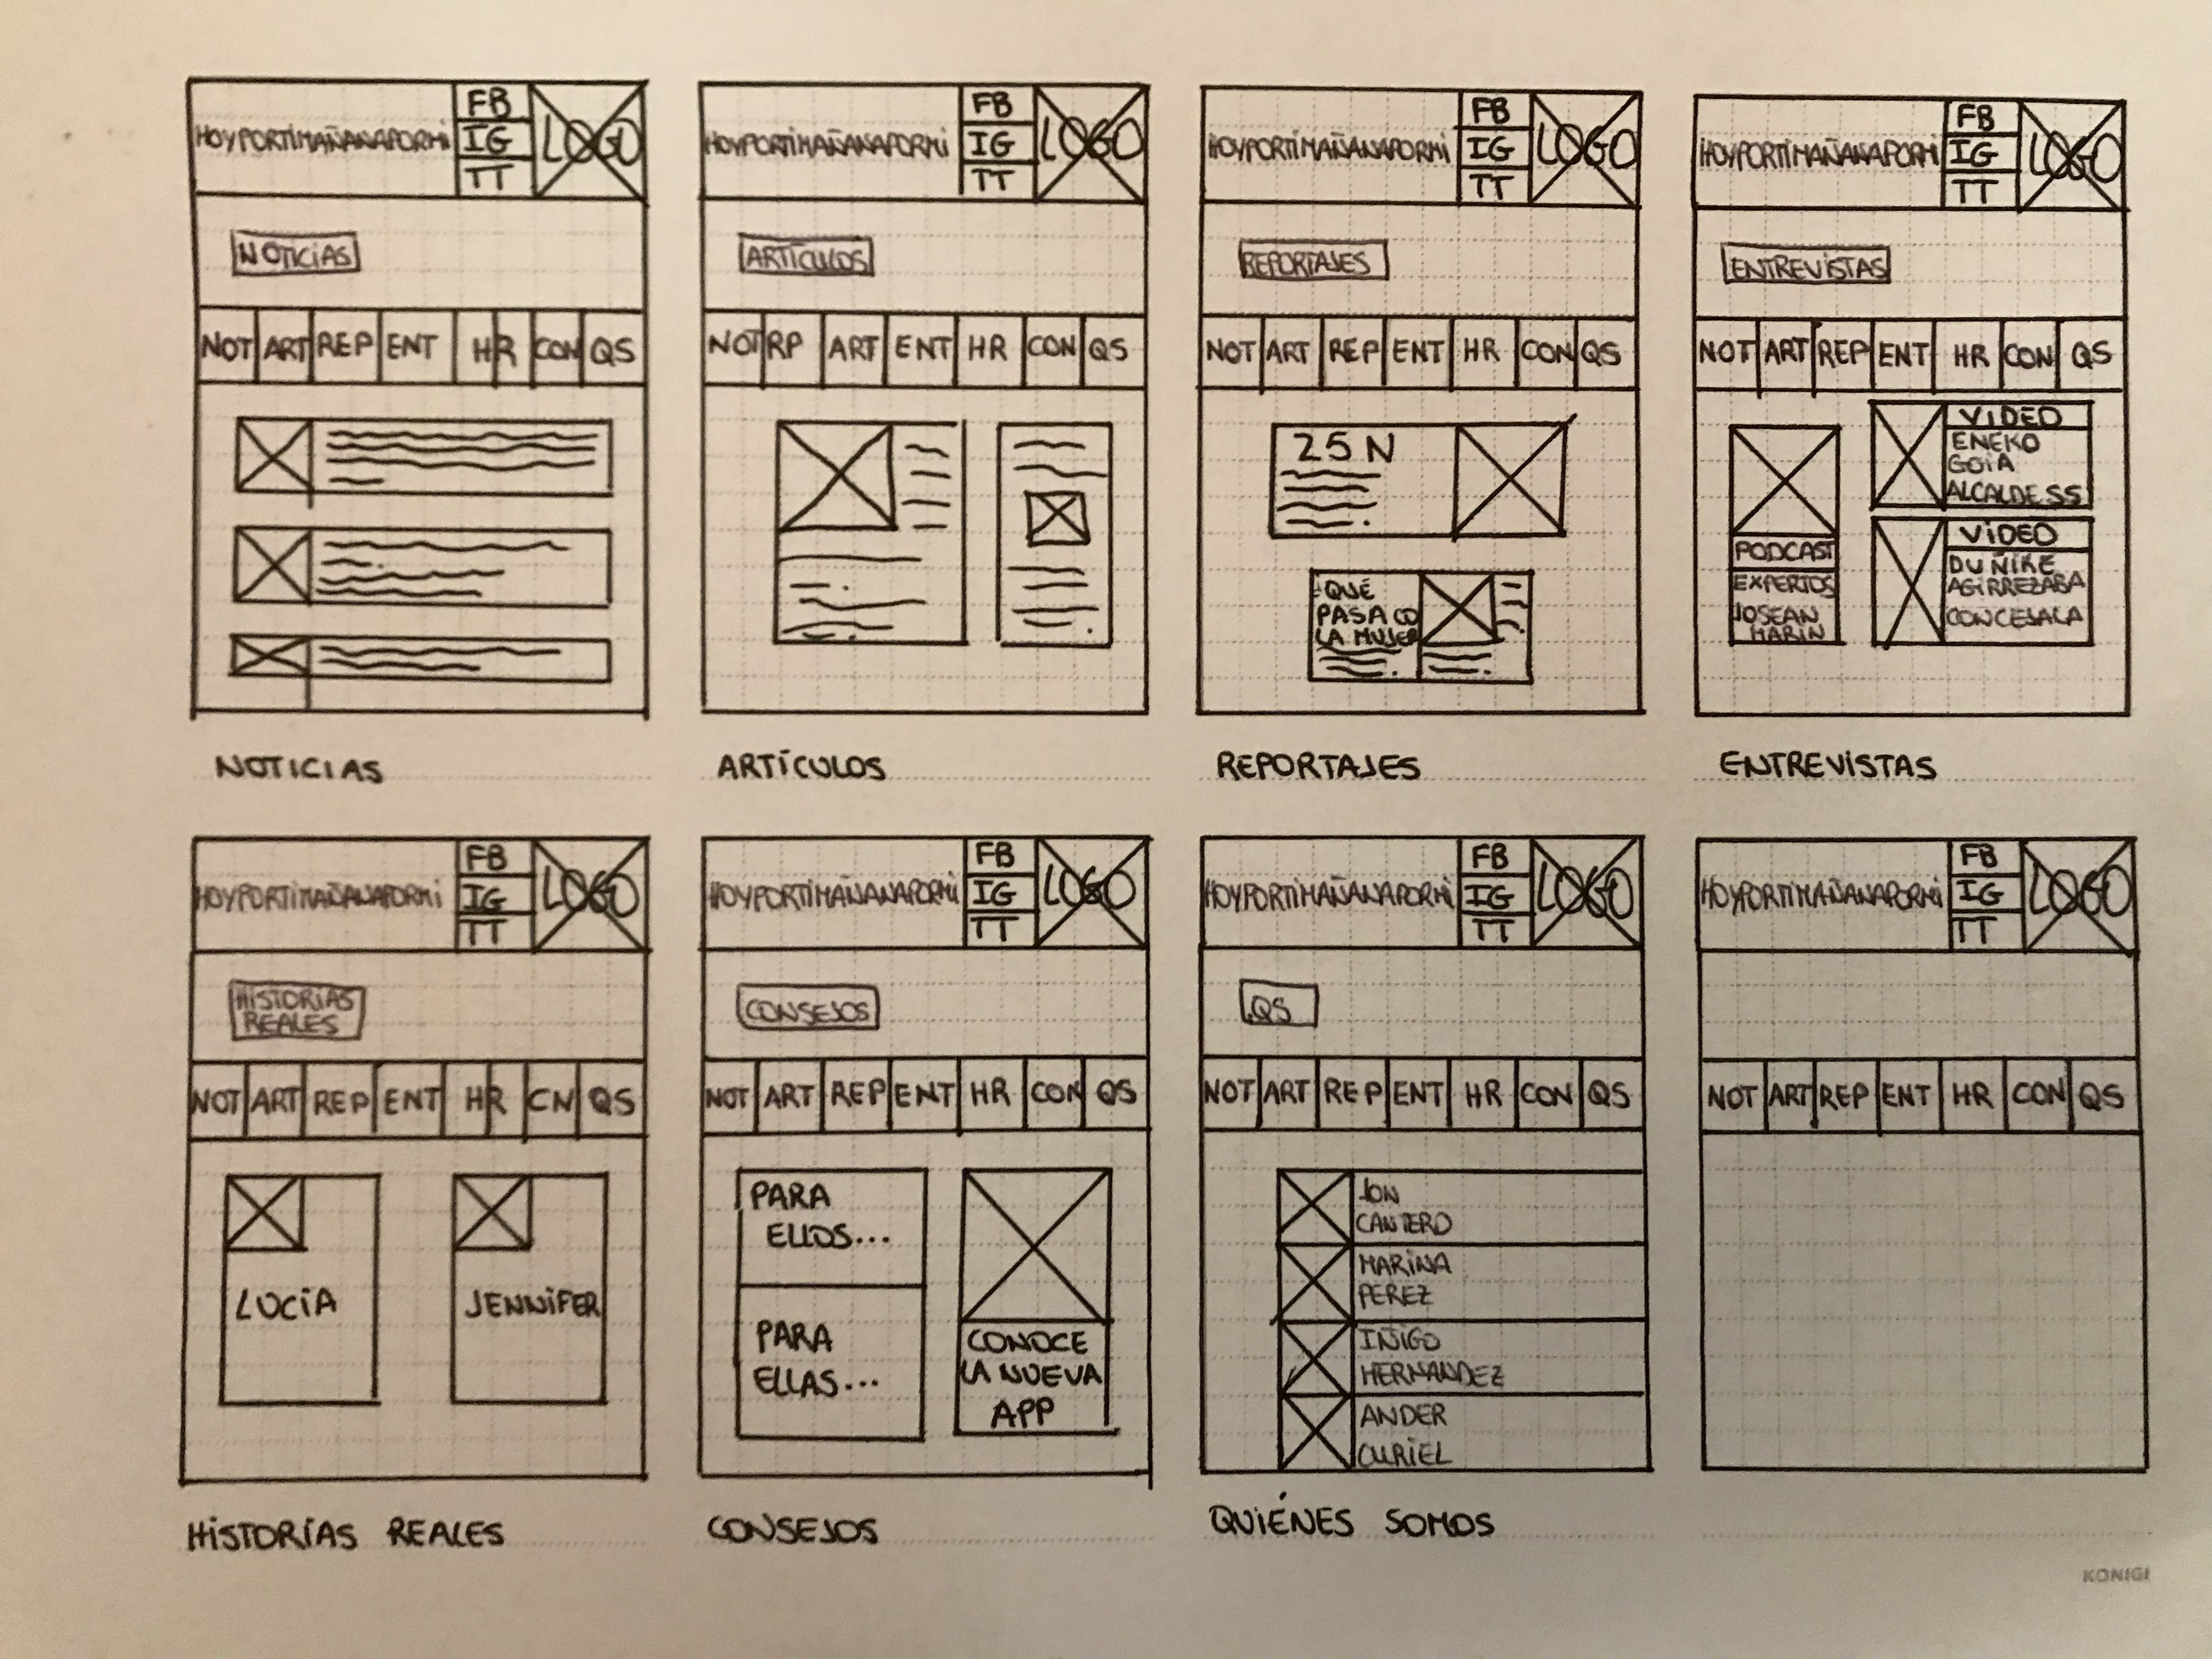 HOYPORTIMAÑANAPORMI
FB
IG
TT
LOGO
NOTICIAS
NOT ART REP ENT HR CON QS
NOTICIAS
HOYPORTIMAÑANAPORMI
FB
IG
TT
LOGO
ARTÍCULOS
NOT RP ART ENT HR CON QS
ARTÍCULOS
HOYPORTIMAÑANAPORMI
FB
IG
TT
LOGO
REPORTAJES
NOT ART REP ENT HR CON QS
25N
¿QUÉ
PASA CO
LA MUJER
REPORTAJES
HOYPORTIMAÑANAPORMI
FB
IG
TT
LOGO
ENTREVISTAS
NOT ART REP ENT HR CON QS
PODCAST
EXPERTOS
JOSEAN
MARIN
VIDEO
ENEKO
GOIA
ALCALDE SS
VIDEO
DUÑIKE
AGIRREZABA
CONCEJALA
ENTREVISTAS
HOYPORTIMAÑANAPORMI
FB
IG
TT
LOGO
HISTORIAS
REALES
NOT ART REP ENT HR CN QS
LUCIA
JENNIFER
HISTORIAS REALES
HOYPORTIMAÑANAPORMI
FB
IG
TT
LOGO
CONSEJOS
NOT ART REP ENT HR CON QS
PARA
ELLOS...
PARA
ELLAS...
CONOCE
LA NUEVA
APP
CONSEJOS
HOYPORTIMAÑANAPORMI
FB
IG
TT
LOGO
QS
NOT ART REP ENT HR CON QS
JON
CANTERO
MARINA
PEREZ
IÑIGO
HERNANDEZ
ANDER
CURIEL
QUIÉNES SOMOS
HOYPORTIMAÑANAPORMI
FB
IG
TT
LOGO
NOT ART REP ENT HR CON QS
KONIGI